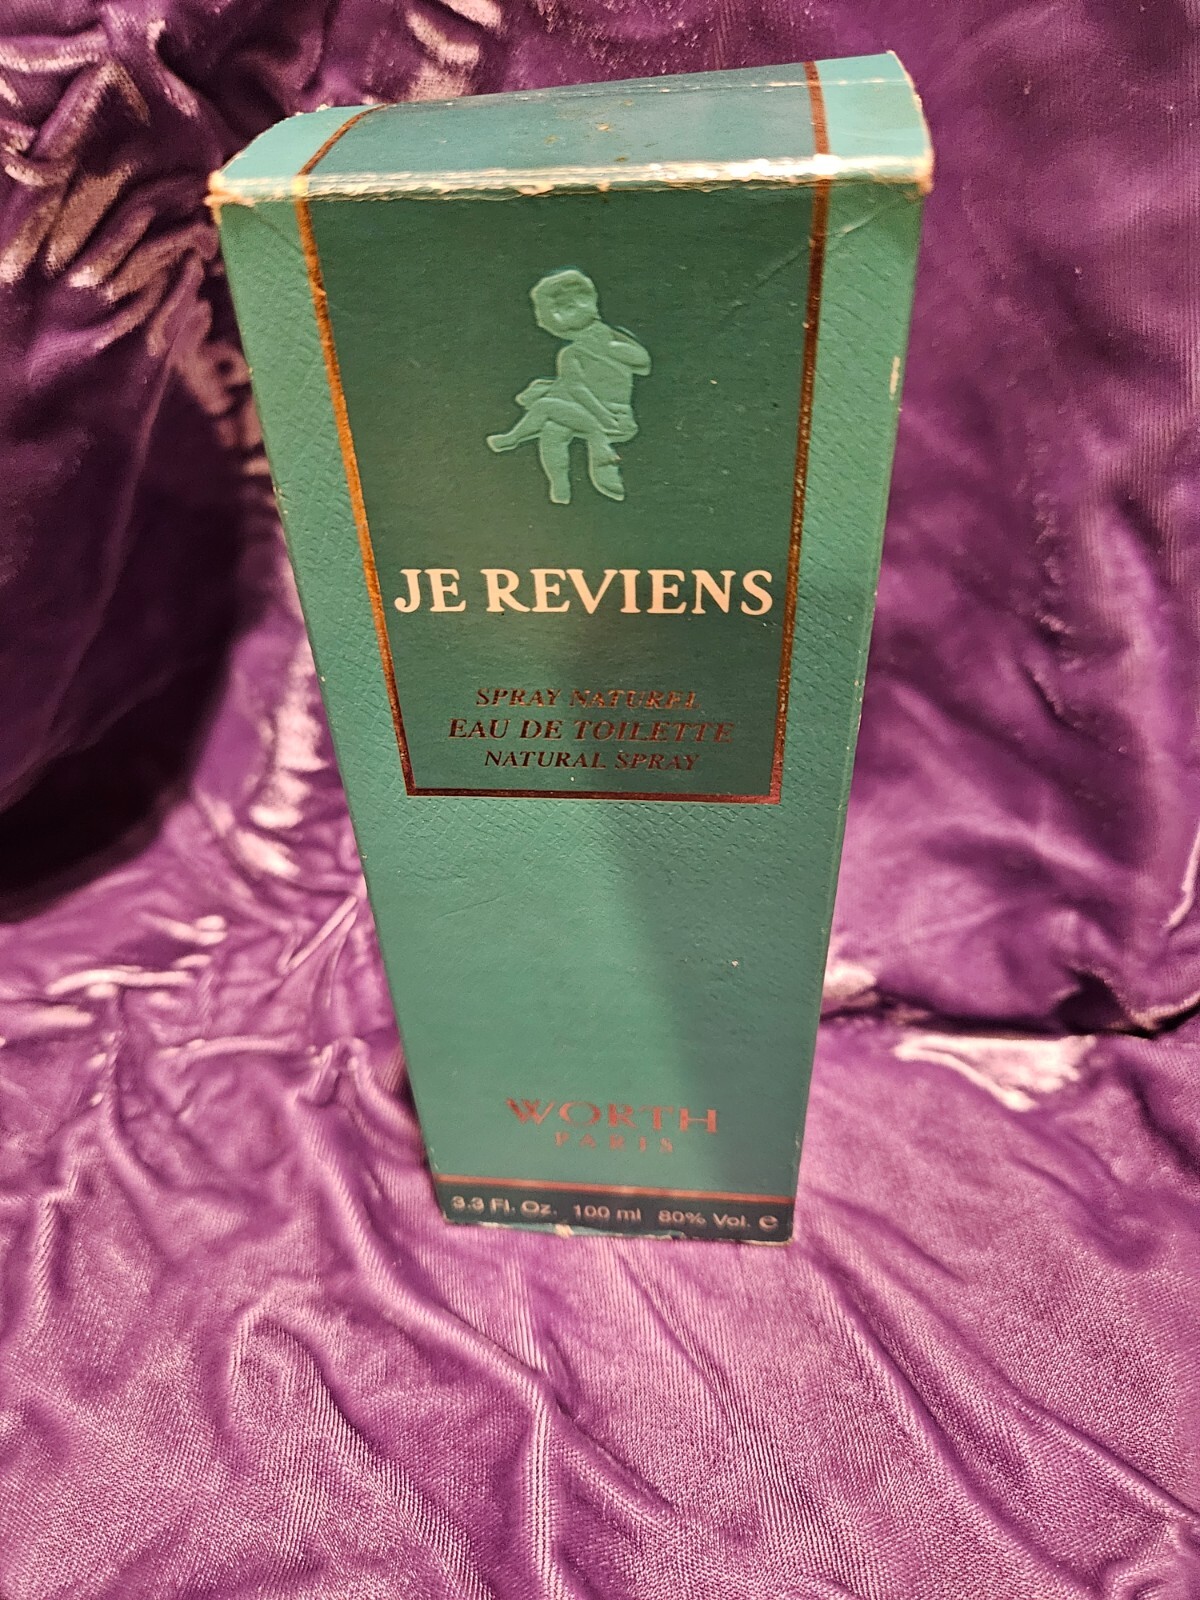 JE REVIENS
SPRAY NATUREL
EAU DE TOILETTE
NATURAL SPRAY
WORTH
PARIS
3.3 Fl. Oz. 100 ml 80% Vol. ℮